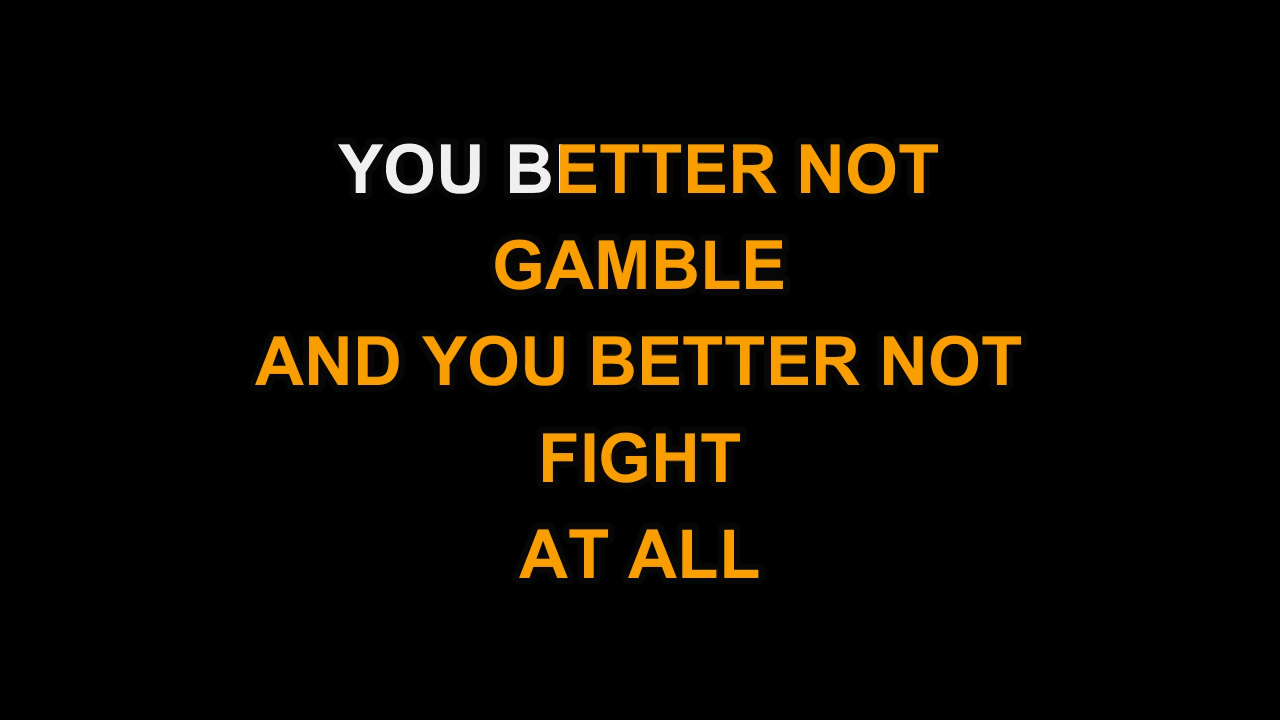 YOU BETTER NOT
GAMBLE
AND YOU BETTER NOT
FIGHT
AT ALL